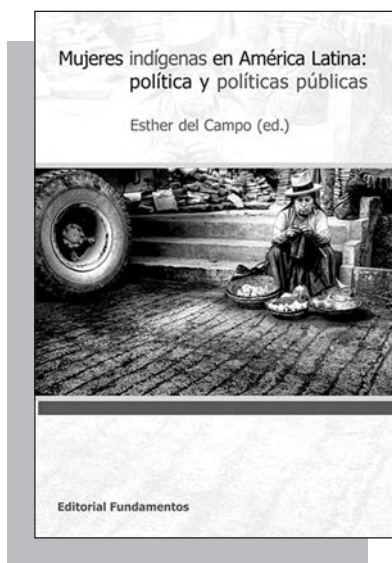 Mujeres indígenas en América Latina:
política y políticas públicas
Esther del Campo (ed.)
Editorial Fundamentos